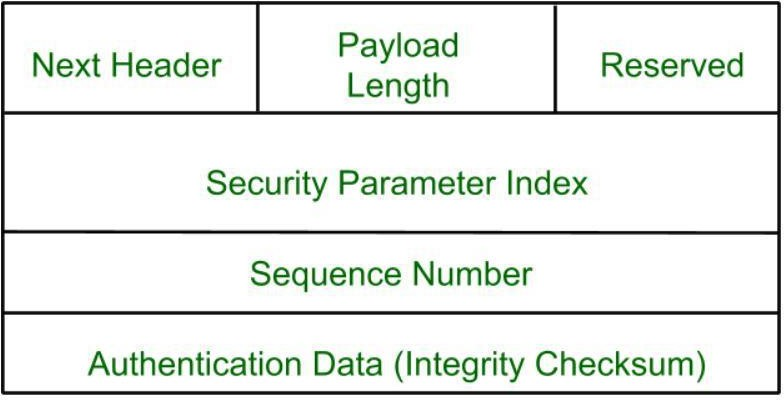 Next Header
Payload
Length
Reserved
Security Parameter Index
Sequence Number
Authentication Data (Integrity Checksum)